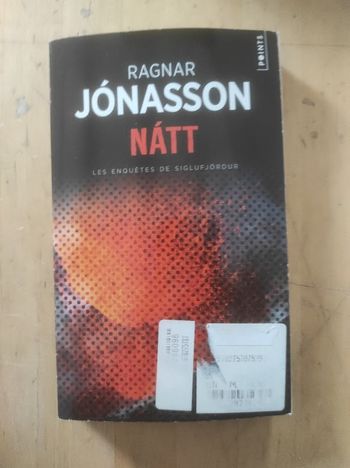 RAGNAR
JÓNASSON
NÁTT
LES ENQUÊTES DE SIGLUFJÖRDUR
POINTS